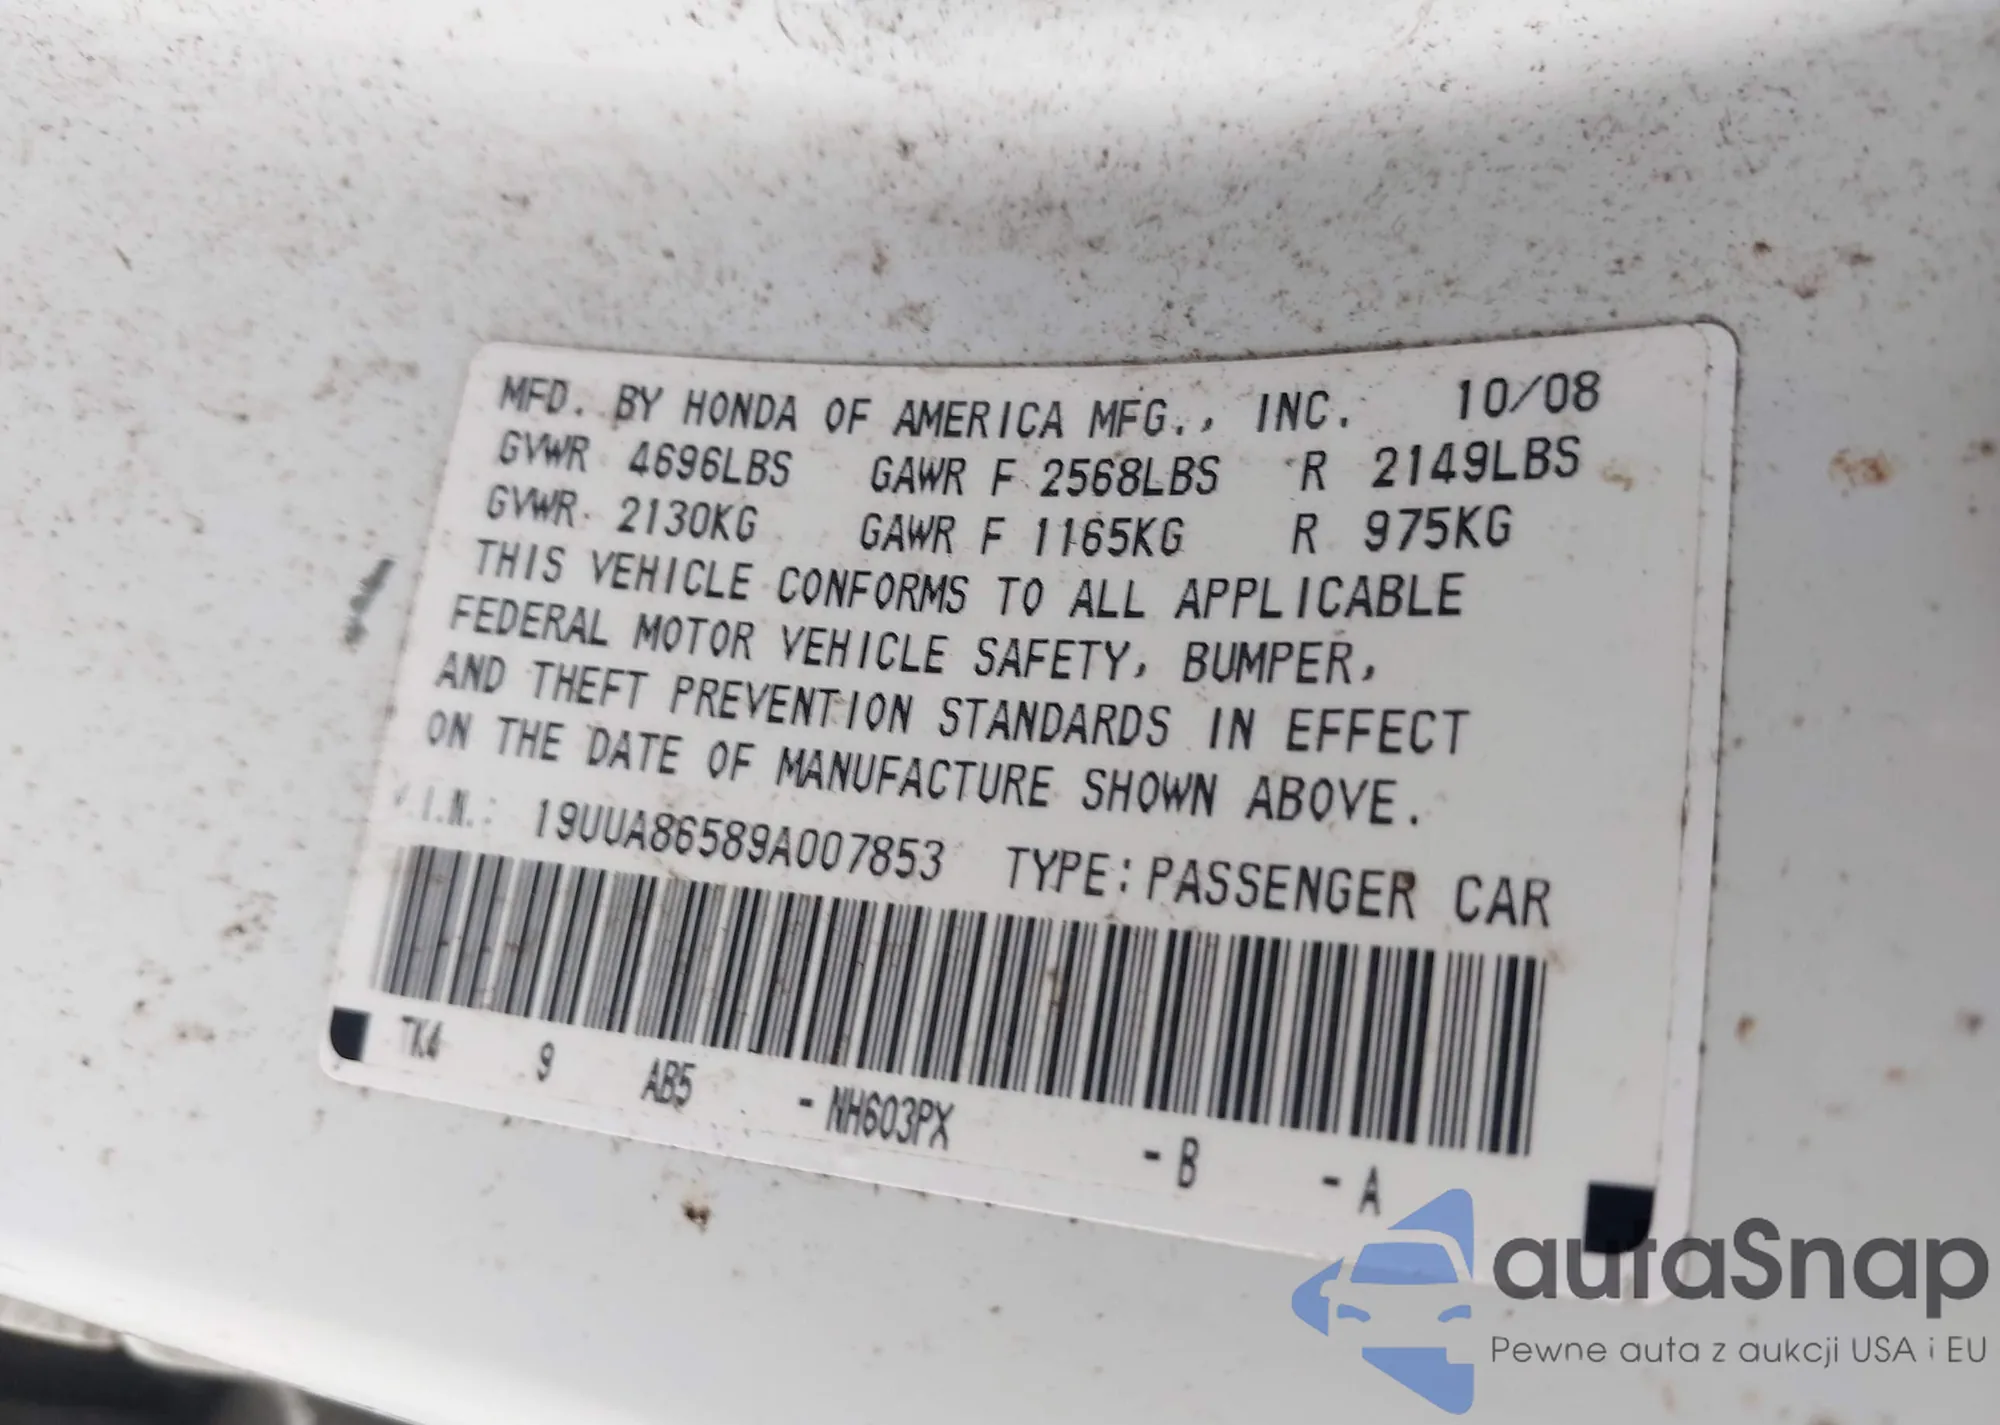 MFD. BY HONDA OF AMERICA MFG., INC. 10/08
GVWR 4696LBS GAWR F 2568LBS R 2149LBS
GVWR 2130KG GAWR F 1165KG R 975KG
THIS VEHICLE CONFORMS TO ALL APPLICABLE
FEDERAL MOTOR VEHICLE SAFETY, BUMPER,
AND THEFT PREVENTION STANDARDS IN EFFECT
ON THE DATE OF MANUFACTURE SHOWN ABOVE.
V.I.N.: 19UUA86589A007853 TYPE: PASSENGER CAR
TK4 9 AB5 - NH603PX - B - A
autaSnap
Pewne auta z aukcji USA i EU